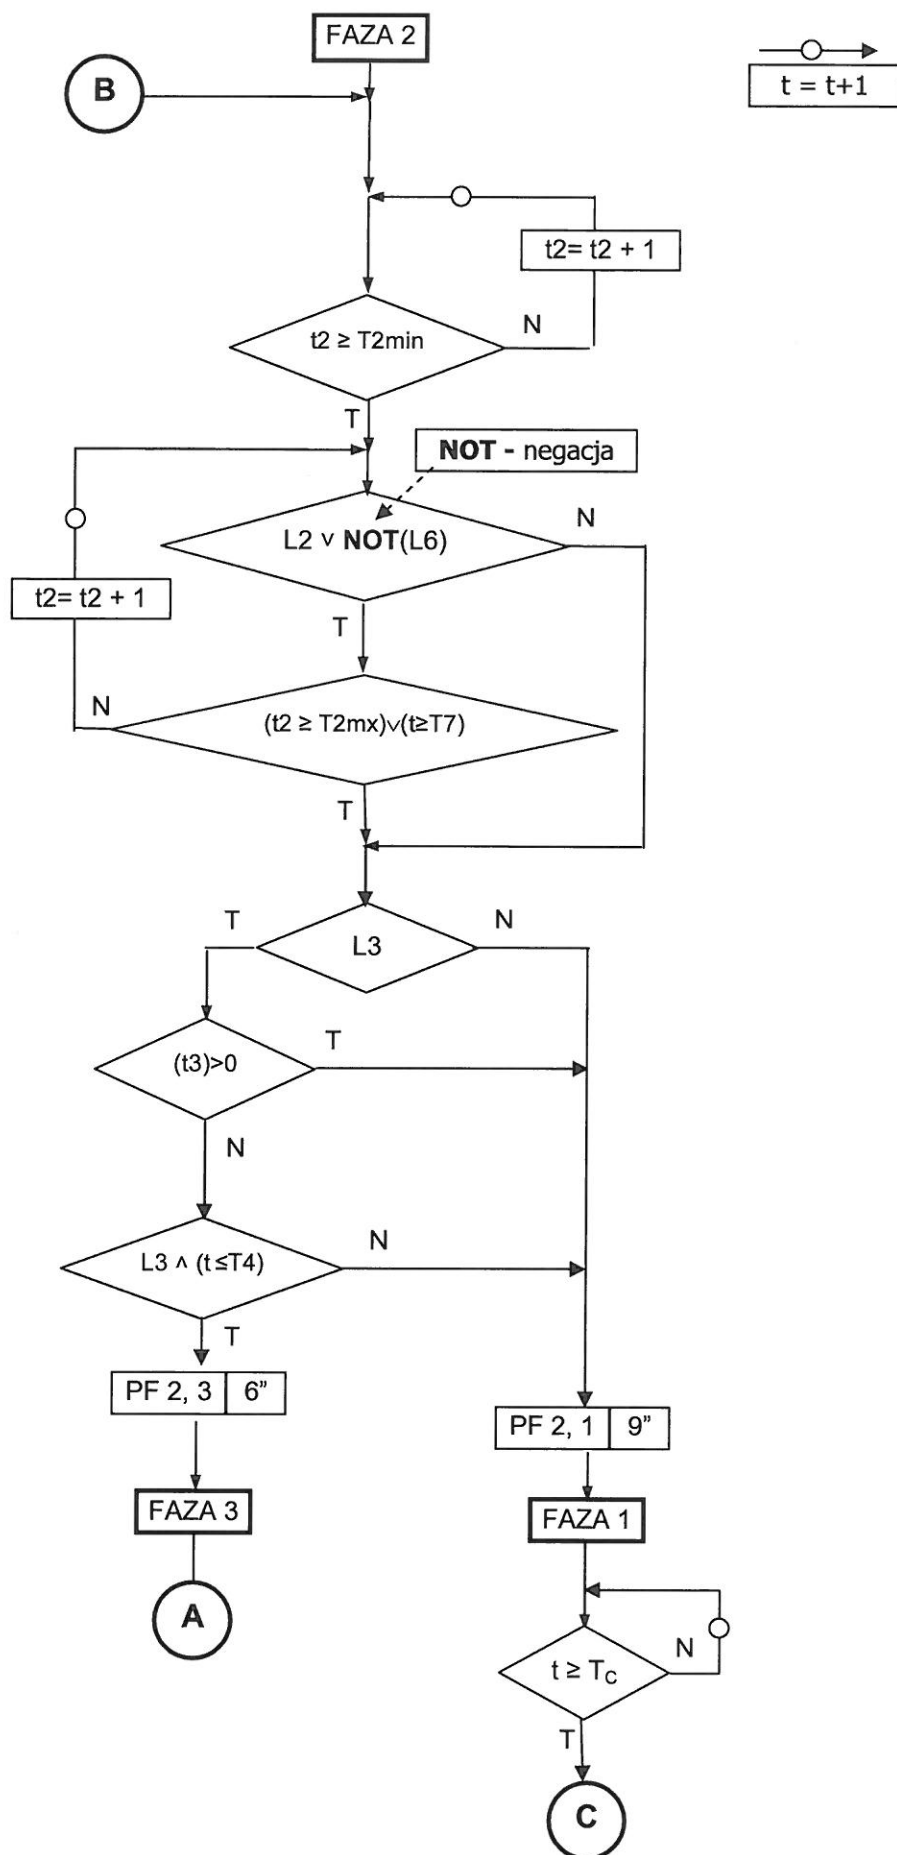 FAZA 2
B
t = t+1
t2= t2 + 1
t2 ≥ T2min
N
T
NOT - negacja
L2 ∨ NOT(L6)
N
t2= t2 + 1
T
N
(t2 ≥ T2mx)∨(t≥T7)
T
T
L3
N
(t3)>0
T
N
L3 ∧ (t ≤T4)
N
T
PF 2, 3 6”
PF 2, 1 9”
FAZA 3
FAZA 1
A
t ≥ TC
N
T
C